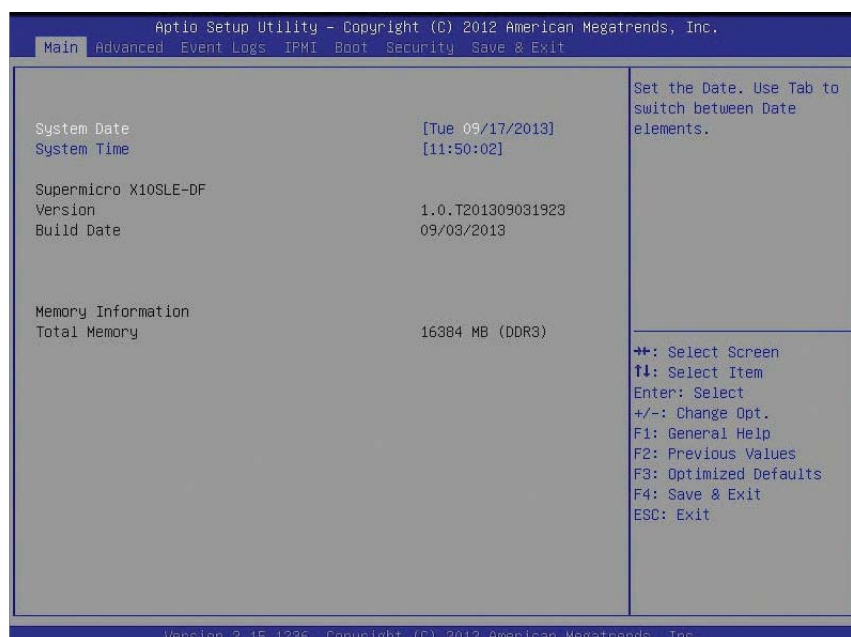 Aptio Setup Utility - Copyright (C) 2012 American Megatrends, Inc.
Main Advanced Event Logs IPMI Boot Security Save & Exit
System Date [Tue 09/17/2013]
System Time [11:50:02]
Supermicro X10SLE-DF
Version 1.0.T201309031923
Build Date 09/03/2013
Memory Information
Total Memory 16384 MB (DDR3)
Set the Date. Use Tab to
switch between Date
elements.
→←: Select Screen
↑↓: Select Item
Enter: Select
+/-: Change Opt.
F1: General Help
F2: Previous Values
F3: Optimized Defaults
F4: Save & Exit
ESC: Exit
Version 2.15.1236. Copyright (C) 2012 American Megatrends, Inc.